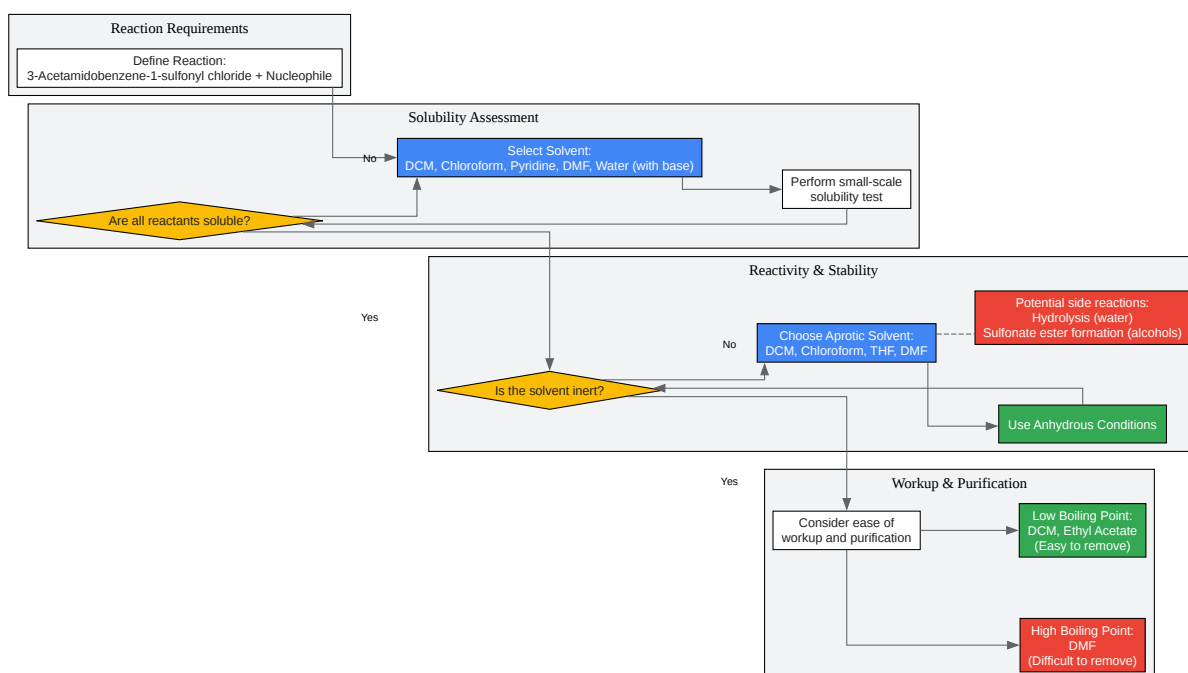 Reaction Requirements
Define Reaction:
3-Acetamidobenzene-1-sulfonyl chloride + Nucleophile
Solubility Assessment
No
Select Solvent:
DCM, Chloroform, Pyridine, DMF, Water (with base)
Perform small-scale
solubility test
Are all reactants soluble?
Yes
Reactivity & Stability
Potential side reactions:
Hydrolysis (water)
Sulfonate ester formation (alcohols)
No
Choose Aprotic Solvent:
DCM, Chloroform, THF, DMF
Is the solvent inert?
Use Anhydrous Conditions
Yes
Workup & Purification
Consider ease of
workup and purification
Low Boiling Point:
DCM, Ethyl Acetate
(Easy to remove)
High Boiling Point:
DMF
(Difficult to remove)